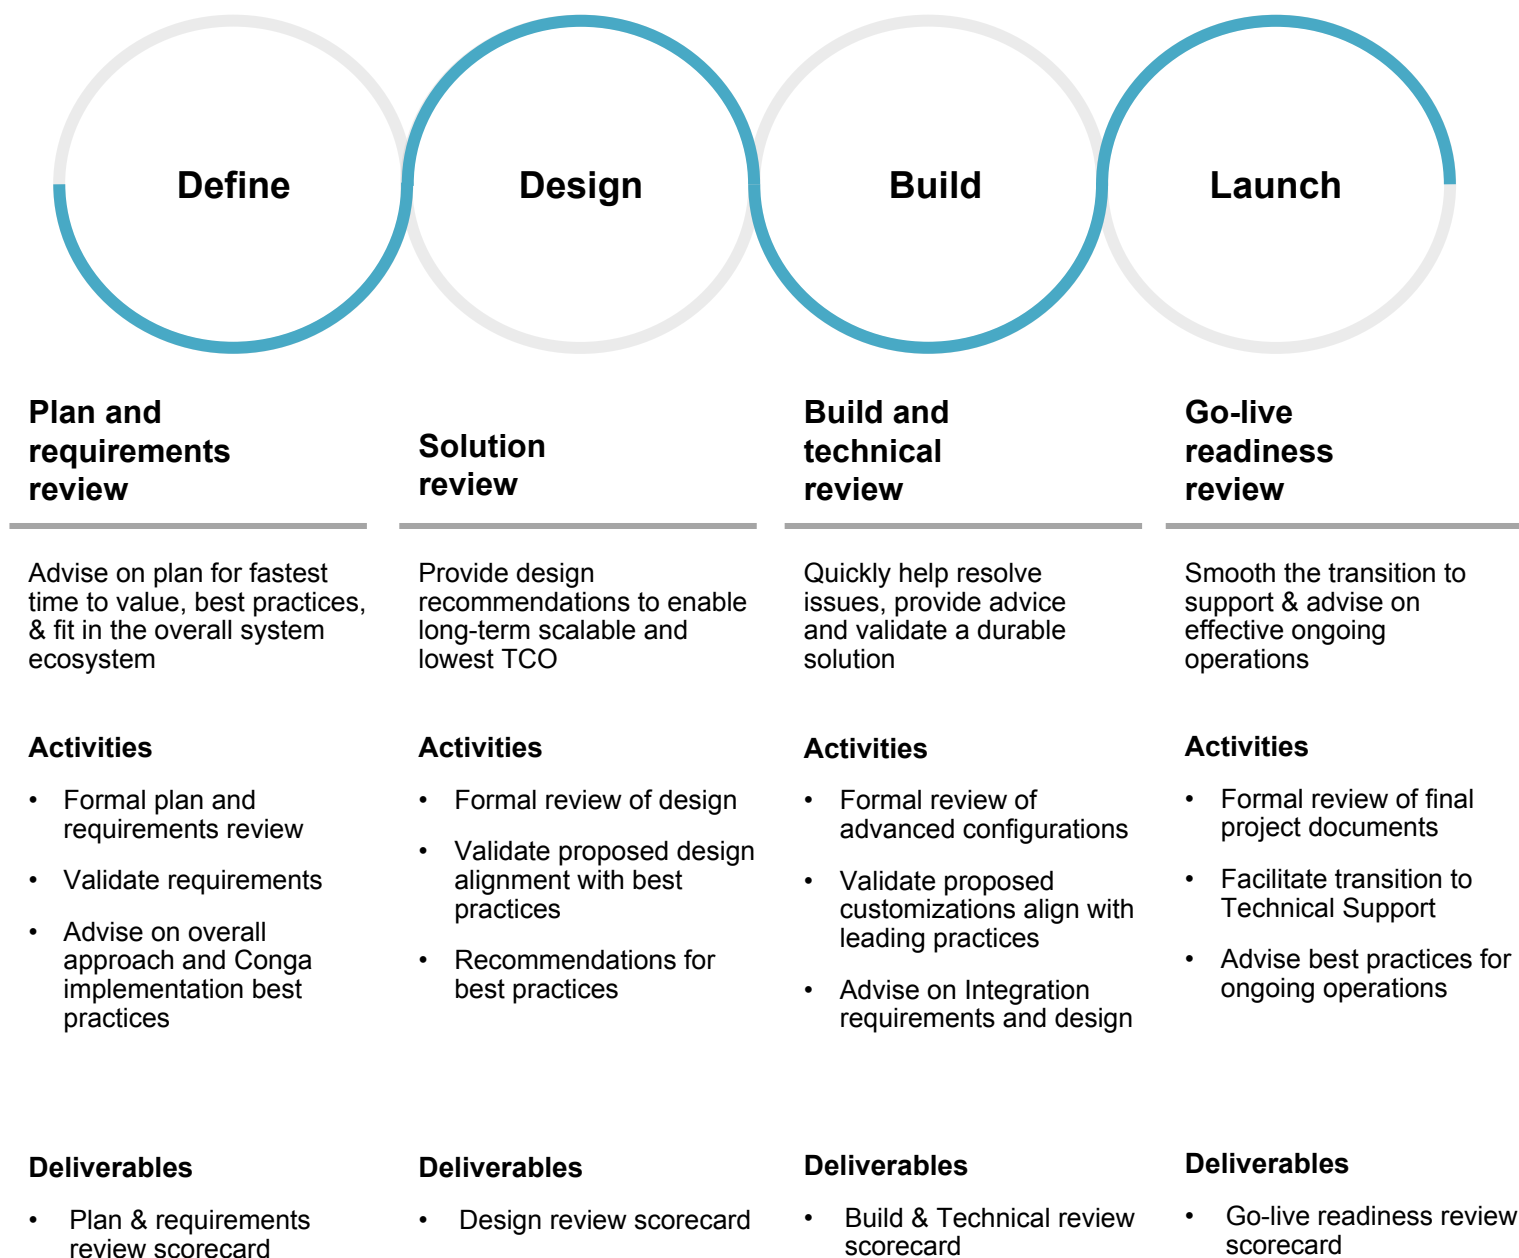 Define
Design
Build
Launch
Plan and
requirements
review
Advise on plan for fastest
time to value, best practices,
& fit in the overall system
ecosystem
Activities
• Formal plan and
requirements review
• Validate requirements
• Advise on overall
approach and Conga
implementation best
practices
Deliverables
• Plan & requirements
review scorecard
Solution
review
Provide design
recommendations to enable
long-term scalable and
lowest TCO
Activities
• Formal review of design
• Validate proposed design
alignment with best
practices
• Recommendations for
best practices
Deliverables
• Design review scorecard
Build and
technical
review
Quickly help resolve
issues, provide advice
and validate a durable
solution
Activities
• Formal review of
advanced configurations
• Validate proposed
customizations align with
leading practices
• Advise on Integration
requirements and design
Deliverables
• Build & Technical review
scorecard
Go-live
readiness
review
Smooth the transition to
support & advise on
effective ongoing
operations
Activities
• Formal review of final
project documents
• Facilitate transition to
Technical Support
• Advise best practices for
ongoing operations
Deliverables
• Go-live readiness review
scorecard